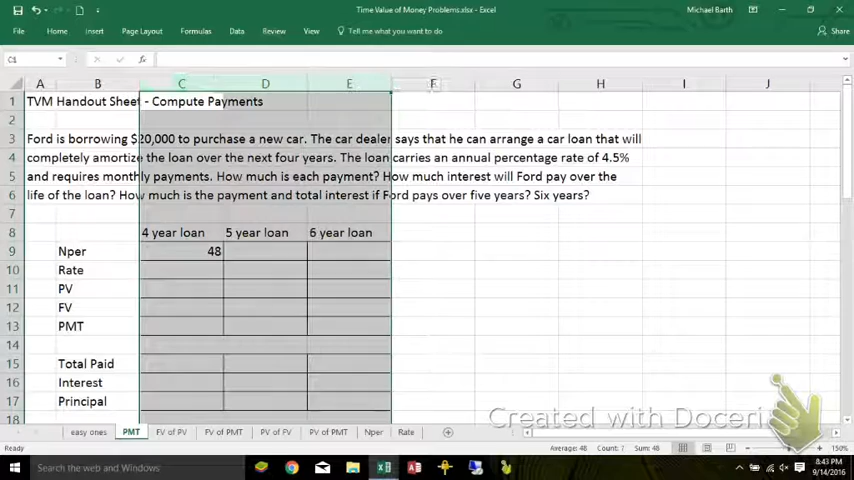 Time Value of Money Problems.xlsx - Excel
Michael Barth
File Home Insert Page Layout Formulas Data Review View Tell me what you want to do Share
C1 fx
A B C D E F G H I J
1 TVM Handout Sheet - Compute Payments
2
3 Ford is borrowing $20,000 to purchase a new car. The car dealer says that he can arrange a car loan that will
4 completely amortize the loan over the next four years. The loan carries an annual percentage rate of 4.5%
5 and requires monthly payments. How much is each payment? How much interest will Ford pay over the
6 life of the loan? How much is the payment and total interest if Ford pays over five years? Six years?
7
8 4 year loan 5 year loan 6 year loan
9 Nper 48
10 Rate
11 PV
12 FV
13 PMT
14
15 Total Paid
16 Interest
17 Principal
18
Created with Doceri
easy ones PMT FV of PV FV of PMT PV of FV PV of PMT Nper Rate
Ready Average: 48 Count: 7 Sum: 48 150%
Search the web and Windows
8:43 PM
9/14/2016